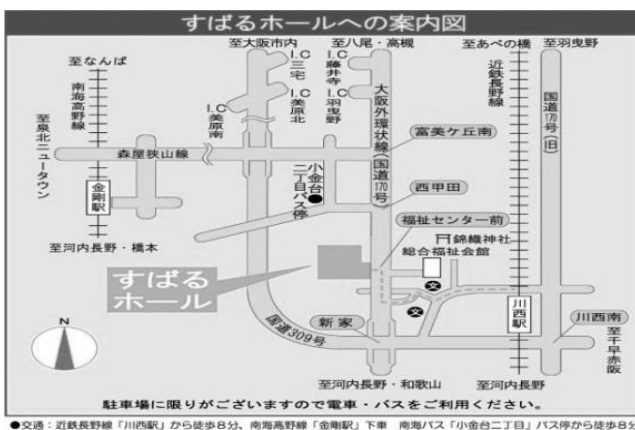 すばるホールへの案内図
至大阪市内
至八尾・高槻
至あべの橋
至羽曳野
至なんば
南海高野線
I.C三宅
I.C美原北
I.C美原南
I.C藤井寺
I.C羽曳野
大阪外環状線(国道170号)
近鉄長野線
国道170号(旧)
至泉北ニュータウン
森屋狭山線
富美ケ丘南
金剛駅
小金台二丁目バス停
西甲田
福祉センター前
錦織神社
総合福祉会館
至河内長野・橋本
すばる
ホール
文
文
川西駅
新家
川西南
国道309号
至千早赤阪
N
至河内長野・和歌山
至河内長野
駐車場に限りがございますので電車・バスをご利用ください。
●交通:近鉄長野線「川西駅」から徒歩8分、南海高野線「金剛駅」下車 南海バス「小金台二丁目」バス停から徒歩8分